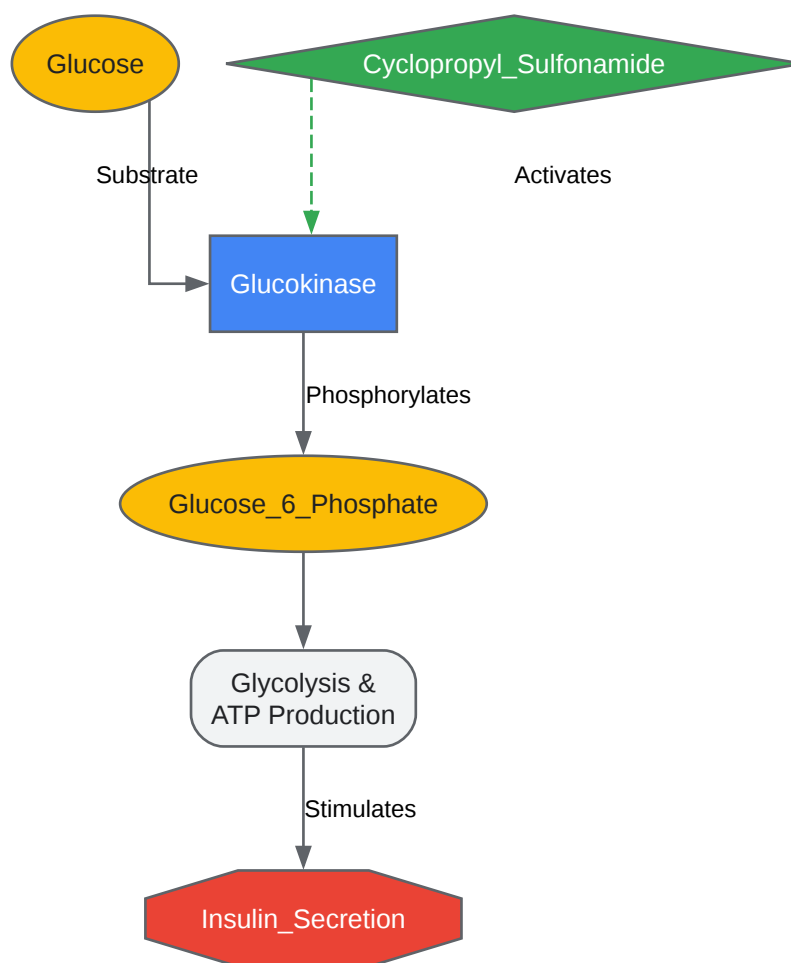 Glucose
Cyclopropyl_Sulfonamide
Substrate
Activates
Glucokinase
Phosphorylates
Glucose_6_Phosphate
Glycolysis &
ATP Production
Stimulates
Insulin_Secretion